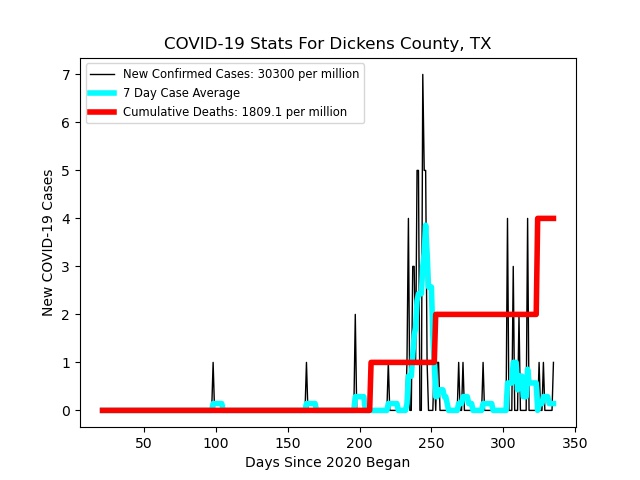 COVID-19 Stats For Dickens County, TX
New Confirmed Cases: 30300 per million
7 Day Case Average
Cumulative Deaths: 1809.1 per million
New COVID-19 Cases
7
6
5
4
3
2
1
0
50 100 150 200 250 300 350
Days Since 2020 Began